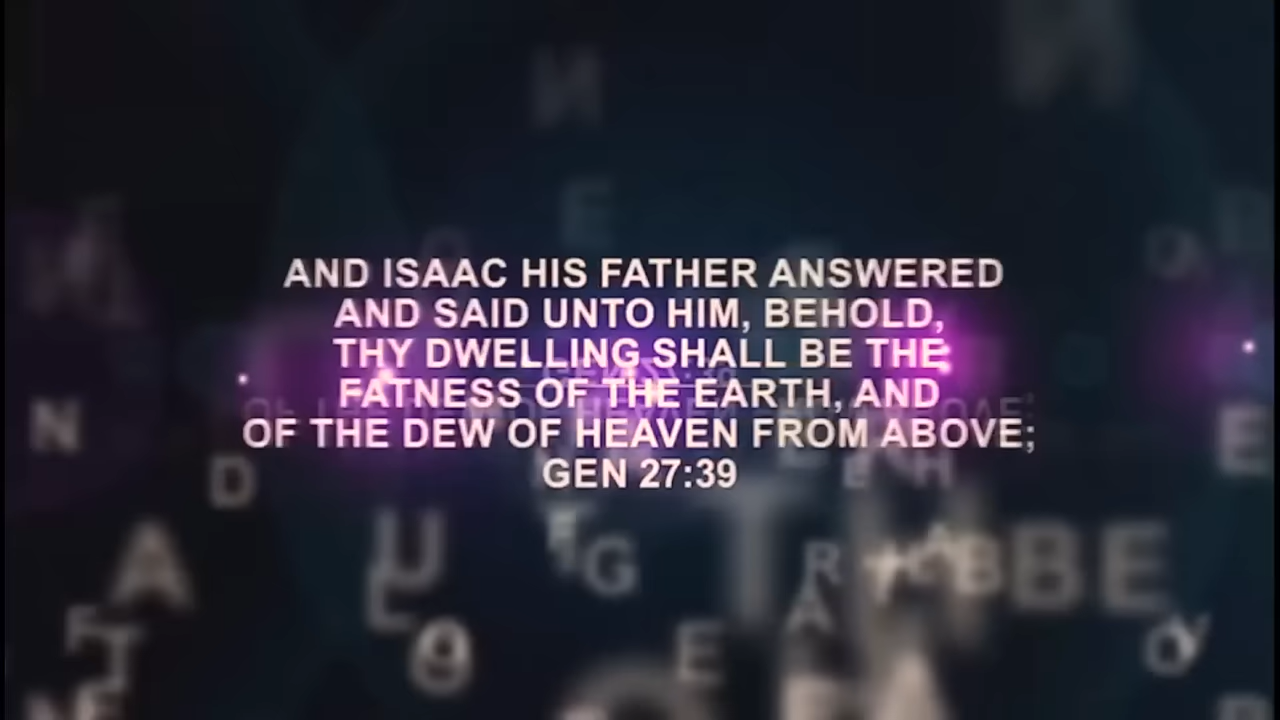 AND ISAAC HIS FATHER ANSWERED
AND SAID UNTO HIM, BEHOLD,
THY DWELLING SHALL BE THE
FATNESS OF THE EARTH, AND
OF THE DEW OF HEAVEN FROM ABOVE;
GEN 27:39